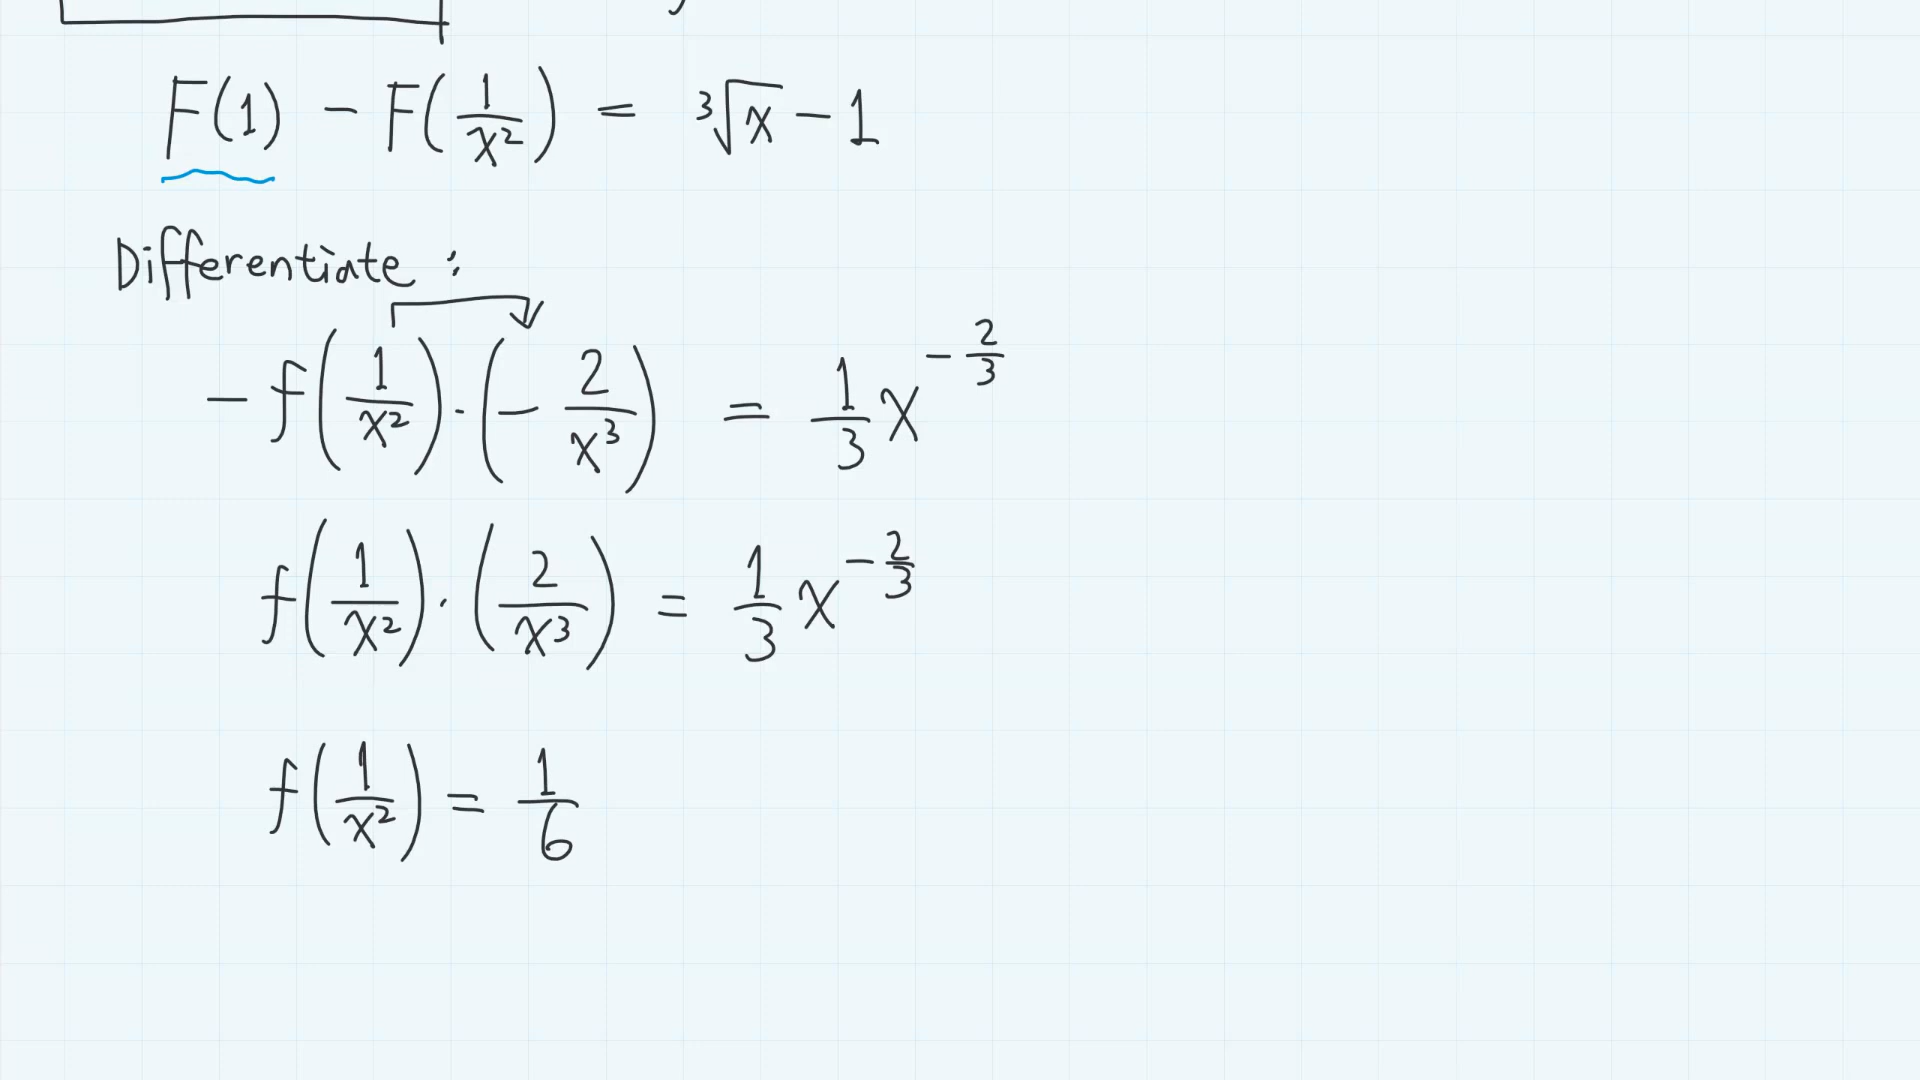 F(1) - F(1/x²) = ³√x - 1
Differentiate :
-f(1/x²)·(-2/x³) = 1/3 x^(-2/3)
f(1/x²)·(2/x³) = 1/3 x^(-2/3)
f(1/x²) = 1/6